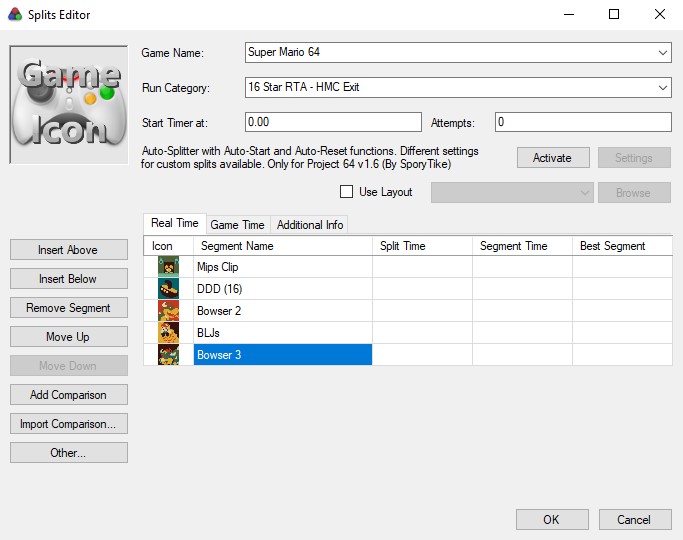 Splits Editor
Game Icon
Game Name: Super Mario 64
Run Category: 16 Star RTA - HMC Exit
Start Timer at: 0.00 Attempts: 0
Auto-Splitter with Auto-Start and Auto-Reset functions. Different settings
for custom splits available. Only for Project 64 v1.6 (By SporyTike)
Activate Settings
Use Layout Browse
Real Time Game Time Additional Info
Icon Segment Name Split Time Segment Time Best Segment
Mips Clip
DDD (16)
Bowser 2
BLJs
Bowser 3
Insert Above
Insert Below
Remove Segment
Move Up
Move Down
Add Comparison
Import Comparison...
Other...
OK Cancel